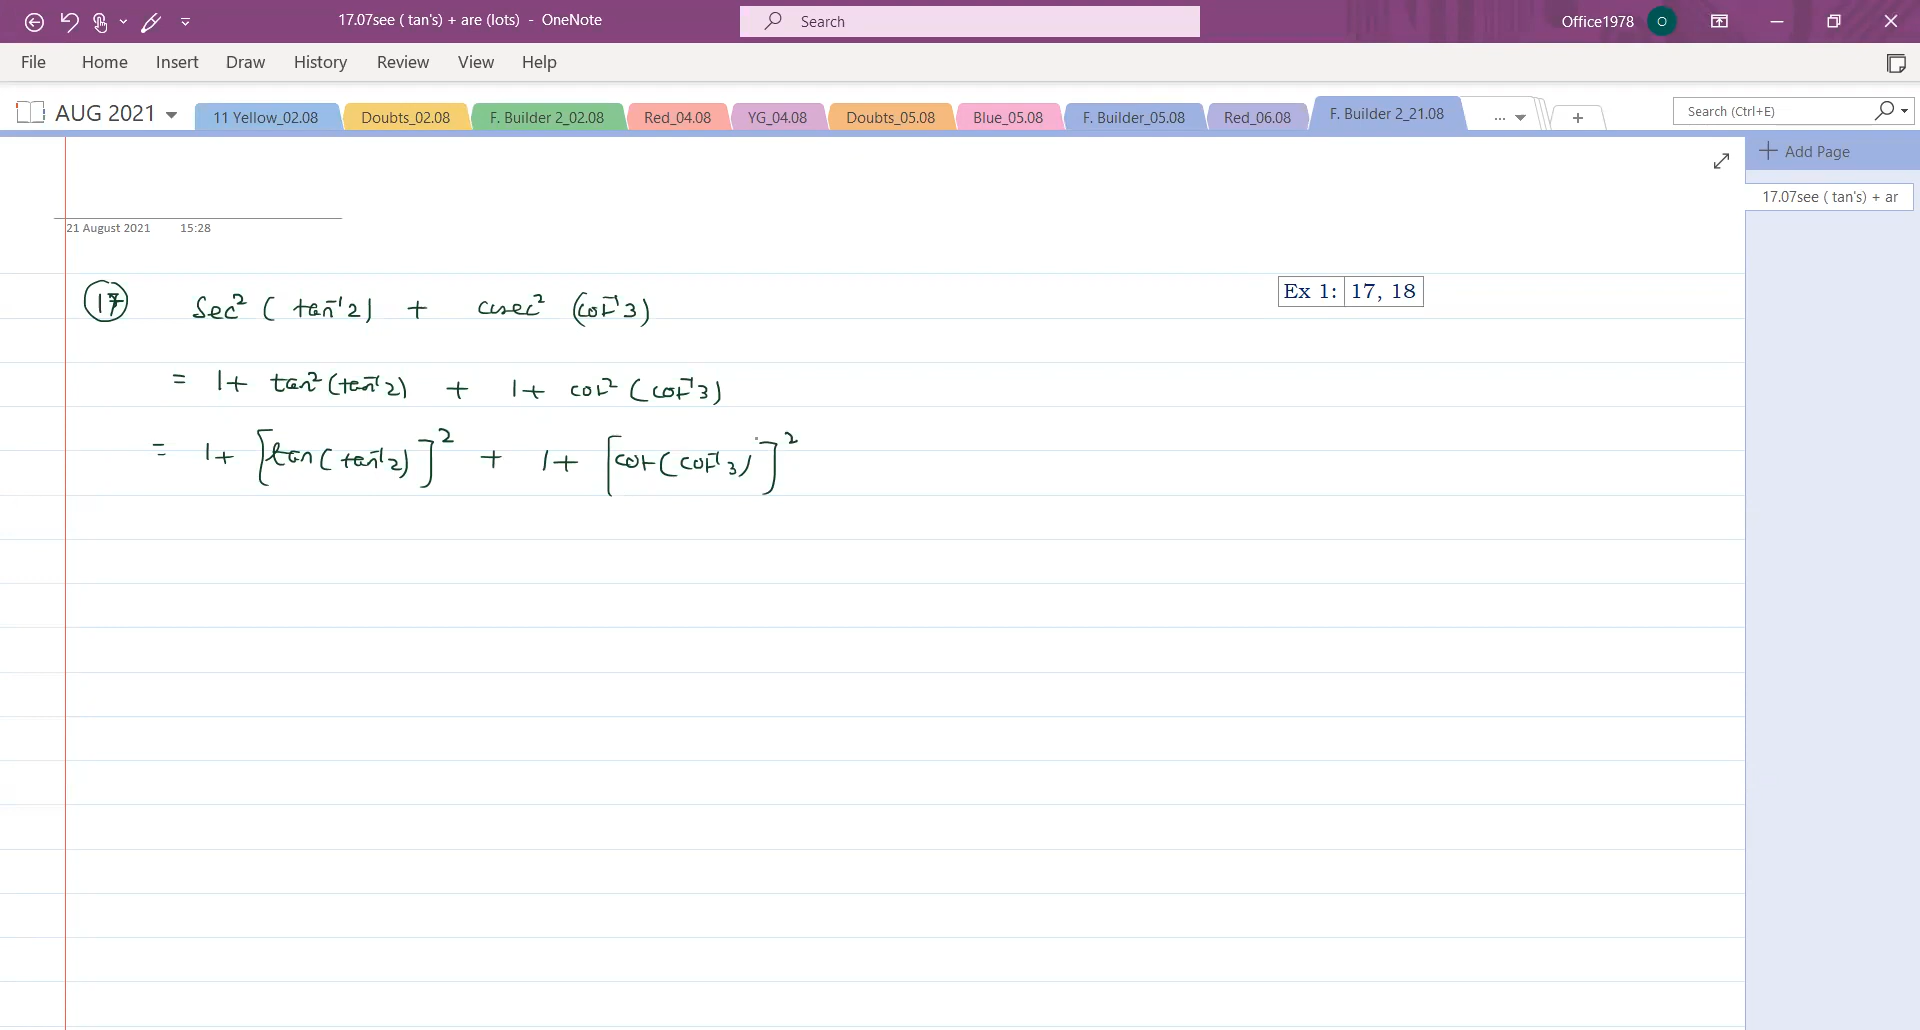 17.07see ( tan's) + are (lots) - OneNote
Search
Office1978
O
File Home Insert Draw History Review View Help
AUG 2021
11 Yellow_02.08 Doubts_02.08 F. Builder 2_02.08 Red_04.08 YG_04.08 Doubts_05.08 Blue_05.08 F. Builder_05.08 Red_06.08 F. Builder 2_21.08 ...
Search (Ctrl+E)
Add Page
17.07see ( tan's) + ar
21 August 2021 15:28
Ex 1: 17, 18
17 Sec² ( tan⁻¹2) + cosec² (cot⁻¹3)
= 1+ tan² (tan⁻¹2) + 1+ cot² (cot⁻¹3)
= 1+ [tan(tan⁻¹2)]² + 1+ [cot(cot⁻¹3)]²